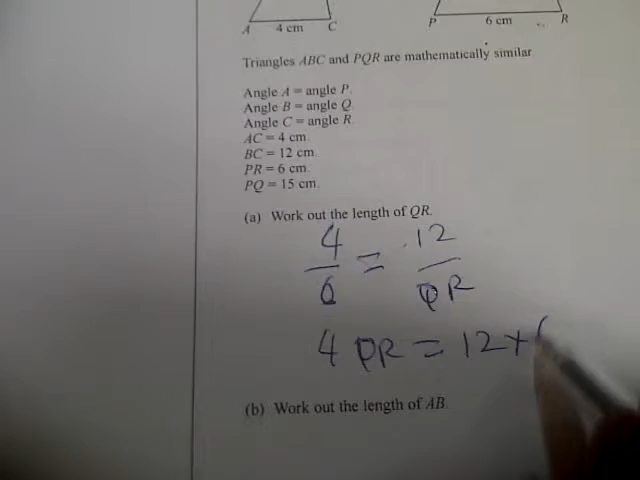 A 4 cm C P 6 cm R
Triangles ABC and PQR are mathematically similar
Angle A = angle P.
Angle B = angle Q.
Angle C = angle R.
AC = 4 cm.
BC = 12 cm.
PR = 6 cm.
PQ = 15 cm.
(a) Work out the length of QR.
4 12
— = —
6 QR
4 QR = 12 ×
(b) Work out the length of AB.